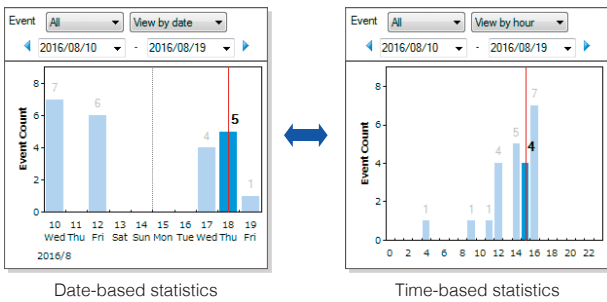 Event All View by date
2016/08/10 - 2016/08/19
Event Count
8
6
4
2
0
7
6
4
5
1
10 11 12 13 14 15 16 17 18 19
Wed Thu Fri Sat Sun Mon Tue Wed Thu Fri
2016/8
Date-based statistics
Event All View by hour
2016/08/10 - 2016/08/19
Event Count
8
6
4
2
0
1
1
1
4
5
4
7
0 2 4 6 8 10 12 14 16 18 20 22
Time-based statistics